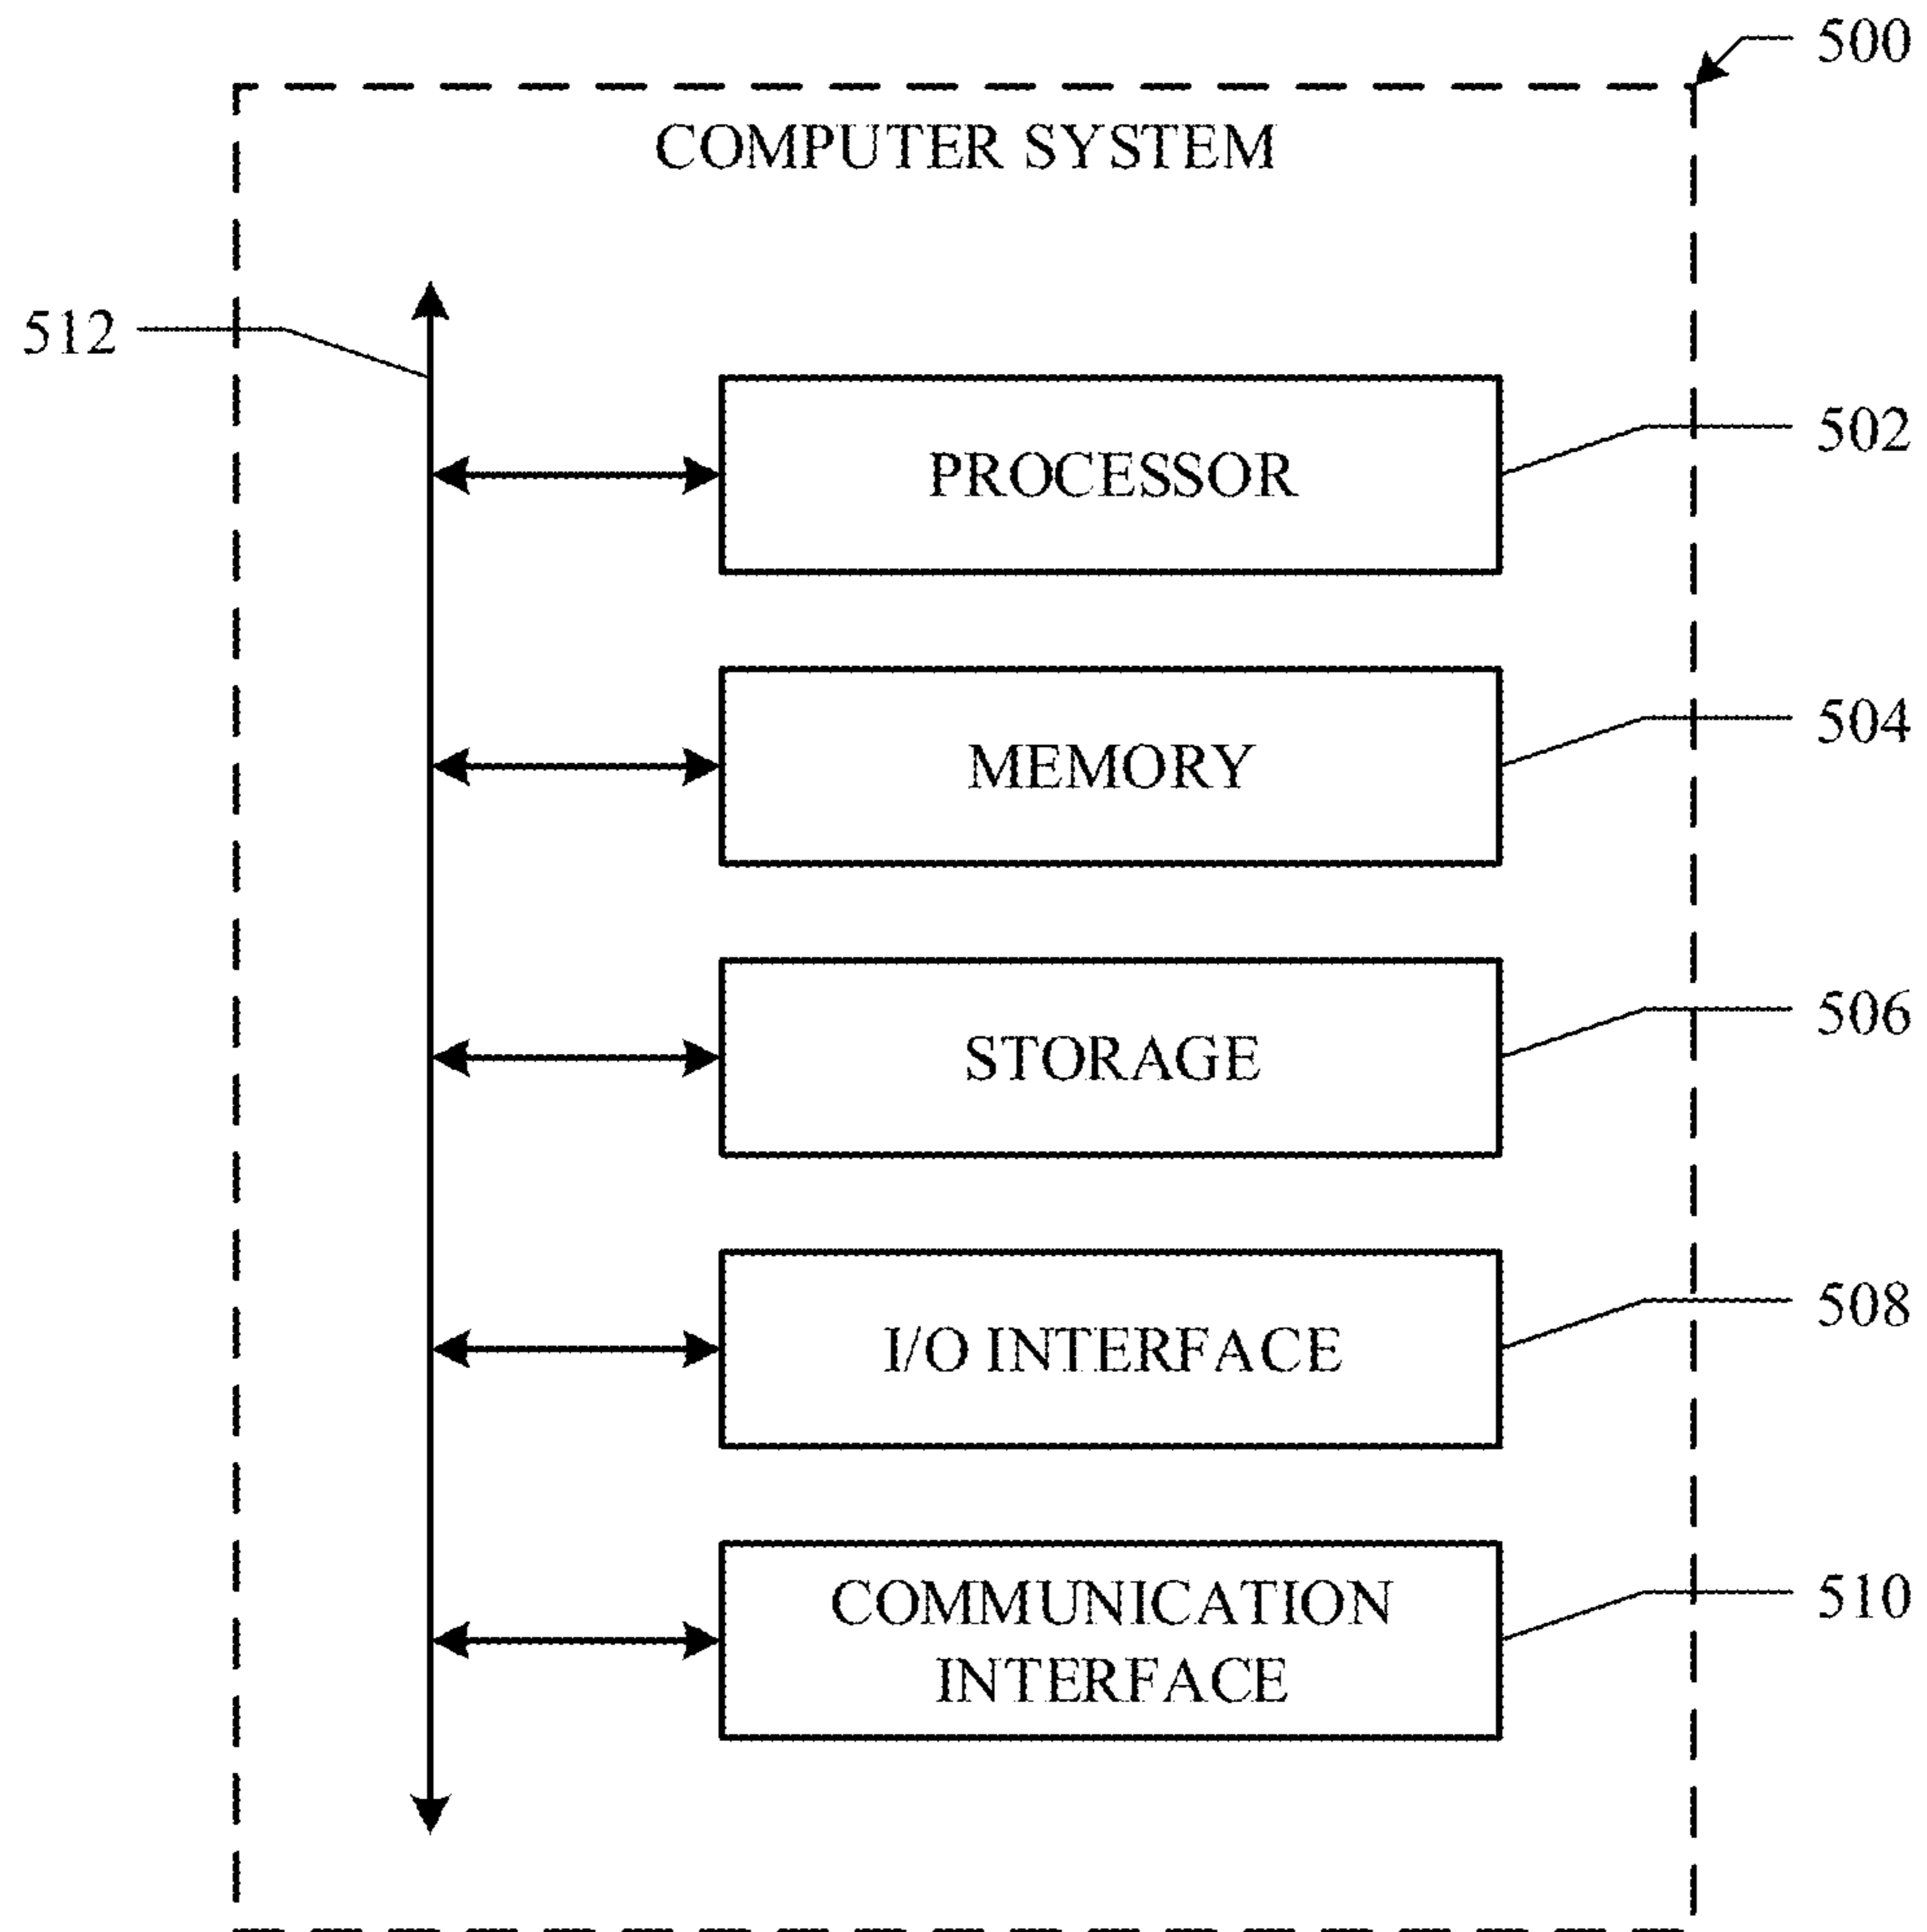 500
COMPUTER SYSTEM
512
PROCESSOR
502
MEMORY
504
STORAGE
506
I/O INTERFACE
508
COMMUNICATION
INTERFACE
510